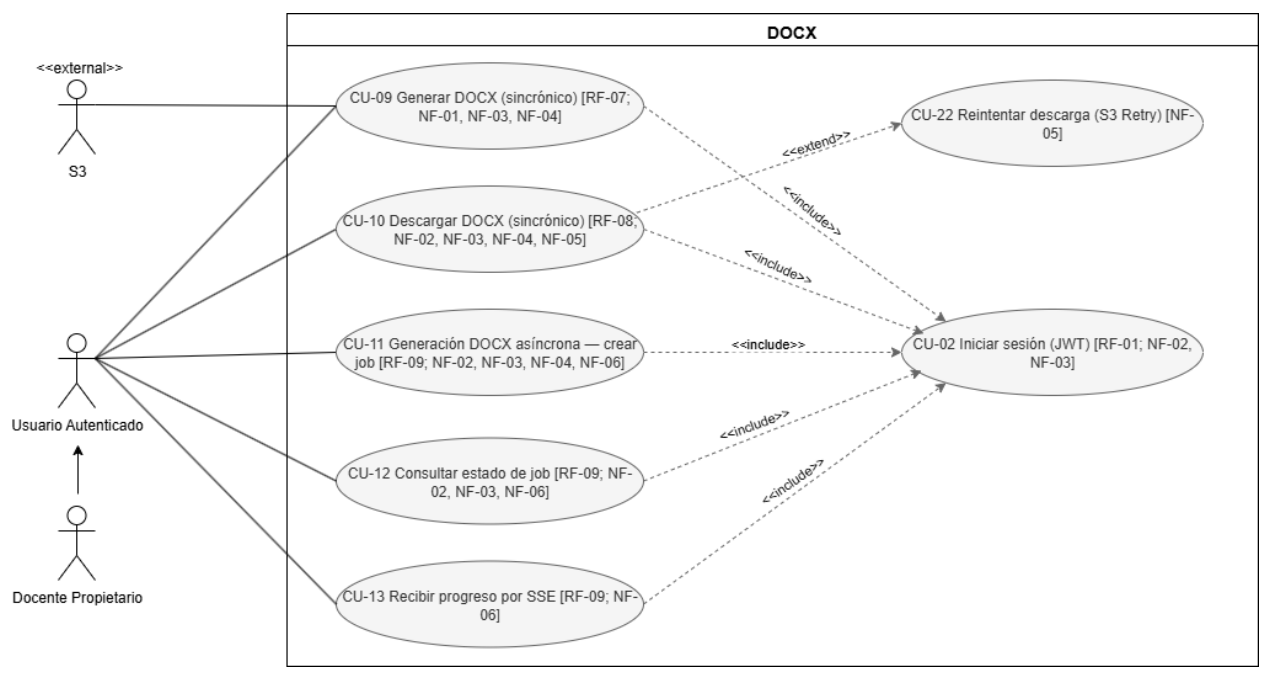 DOCX
<<external>>
S3
CU-09 Generar DOCX (sincrónico) [RF-07;
NF-01, NF-03, NF-04]
CU-22 Reintentar descarga (S3 Retry) [NF-
05]
<<extend>>
<<include>>
CU-10 Descargar DOCX (sincrónico) [RF-08;
NF-02, NF-03, NF-04, NF-05]
<<include>>
CU-11 Generación DOCX asíncrona — crear
job [RF-09; NF-02, NF-03, NF-04, NF-06]
<<include>>
CU-02 Iniciar sesión (JWT) [RF-01; NF-02,
NF-03]
Usuario Autenticado
<<include>>
CU-12 Consultar estado de job [RF-09; NF-
02, NF-03, NF-06]
<<include>>
Docente Propietario
CU-13 Recibir progreso por SSE [RF-09; NF-
06]